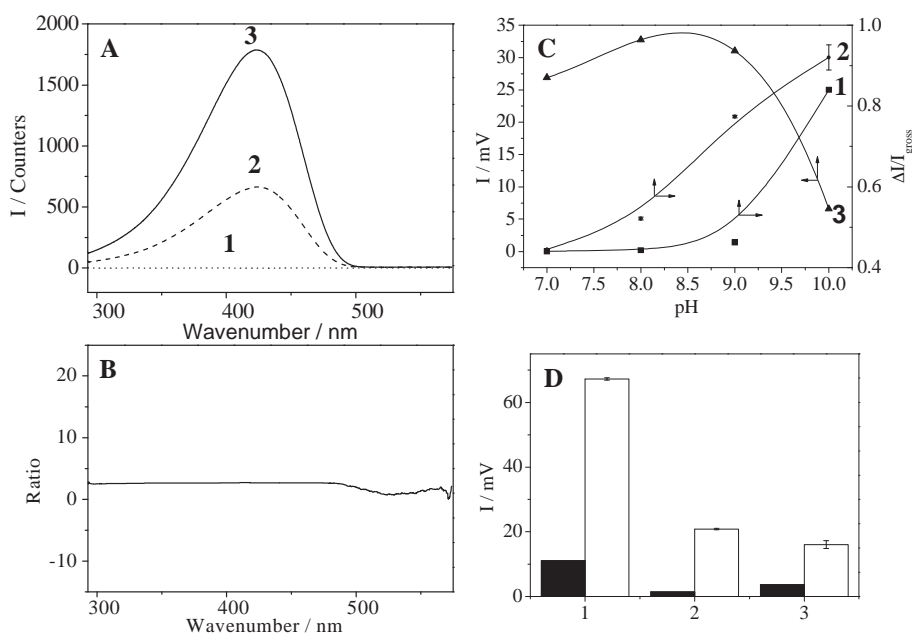 A
I / Counters
2000
1500
1000
500
0
3
2
1
300 400 500
Wavenumber / nm
B
Ratio
20
10
0
-10
300 400 500
Wavenumber / nm
C
I / mV
35
30
25
20
15
10
5
0
2
1
3
1.0
0.8
0.6
0.4
ΔI/I_gross
7.0 7.5 8.0 8.5 9.0 9.5 10.0
pH
D
I / mV
60
40
20
0
1 2 3